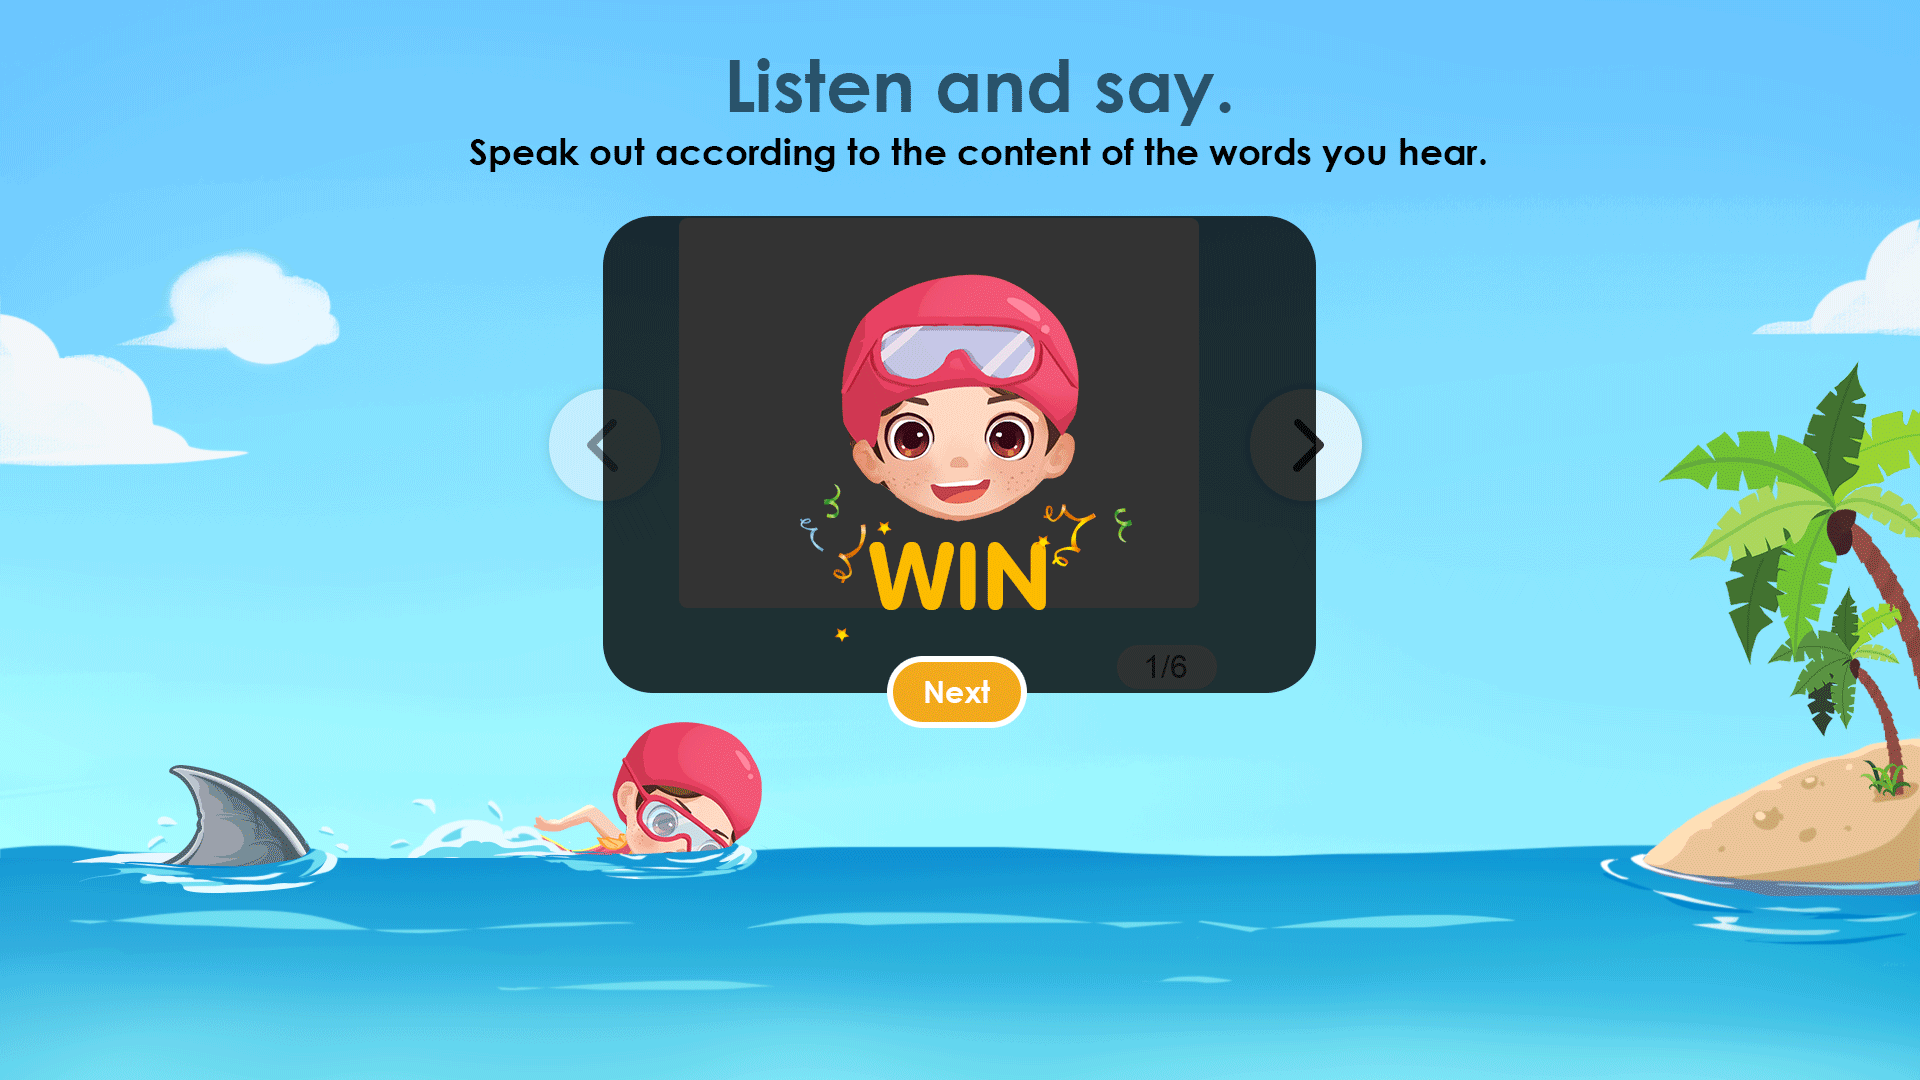 Listen and say.
Speak out according to the content of the words you hear.
WIN
1/6
Next